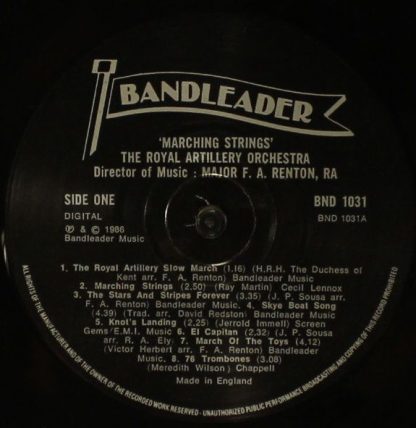 BANDLEADER
'MARCHING STRINGS'
THE ROYAL ARTILLERY ORCHESTRA
Director of Music : MAJOR F. A. RENTON, RA
SIDE ONE
BND 1031
DIGITAL
BND 1031A
℗ & © 1986
Bandleader Music
1. The Royal Artillery Slow March (1.16) (H.R.H. The Duchess of
Kent arr. F. A. Renton) Bandleader Music
2. Marching Strings (2,50) (Ray Martin) Cecil Lennox
3. The Stars And Stripes Forever (3.35) (J. P. Sousa arr.
F. A. Renton) Bandleader Music. 4. Skye Boat Song
(4.39) (Trad. arr. David Redston) Bandleader Music.
5. Knol's Landing (2,25) (Jerrold Immell) Screen
Gems/E.M.I. Music 6. El Capitan (2,32) (J. P. Sousa
arr. R. A. Ely) 7. March Of The Toys (4,12)
(Victor Herbert arr. F. A. Renton) Bandleader
Music. 8. 76 Trombones (3.08)
(Meredith Wilson) Chappell
Made in England
ALL RIGHTS OF THE MANUFACTURER AND OF THE OWNER OF THE RECORDED WORK RESERVED - UNAUTHORIZED PUBLIC PERFORMANCE BROADCASTING AND COPYING OF THIS RECORD PROHIBITED